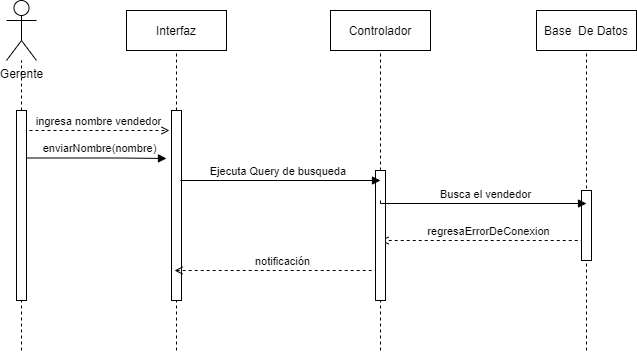 Gerente
Interfaz
Controlador
Base De Datos
ingresa nombre vendedor
enviarNombre(nombre)
Ejecuta Query de busqueda
Busca el vendedor
regresaErrorDeConexion
notificación